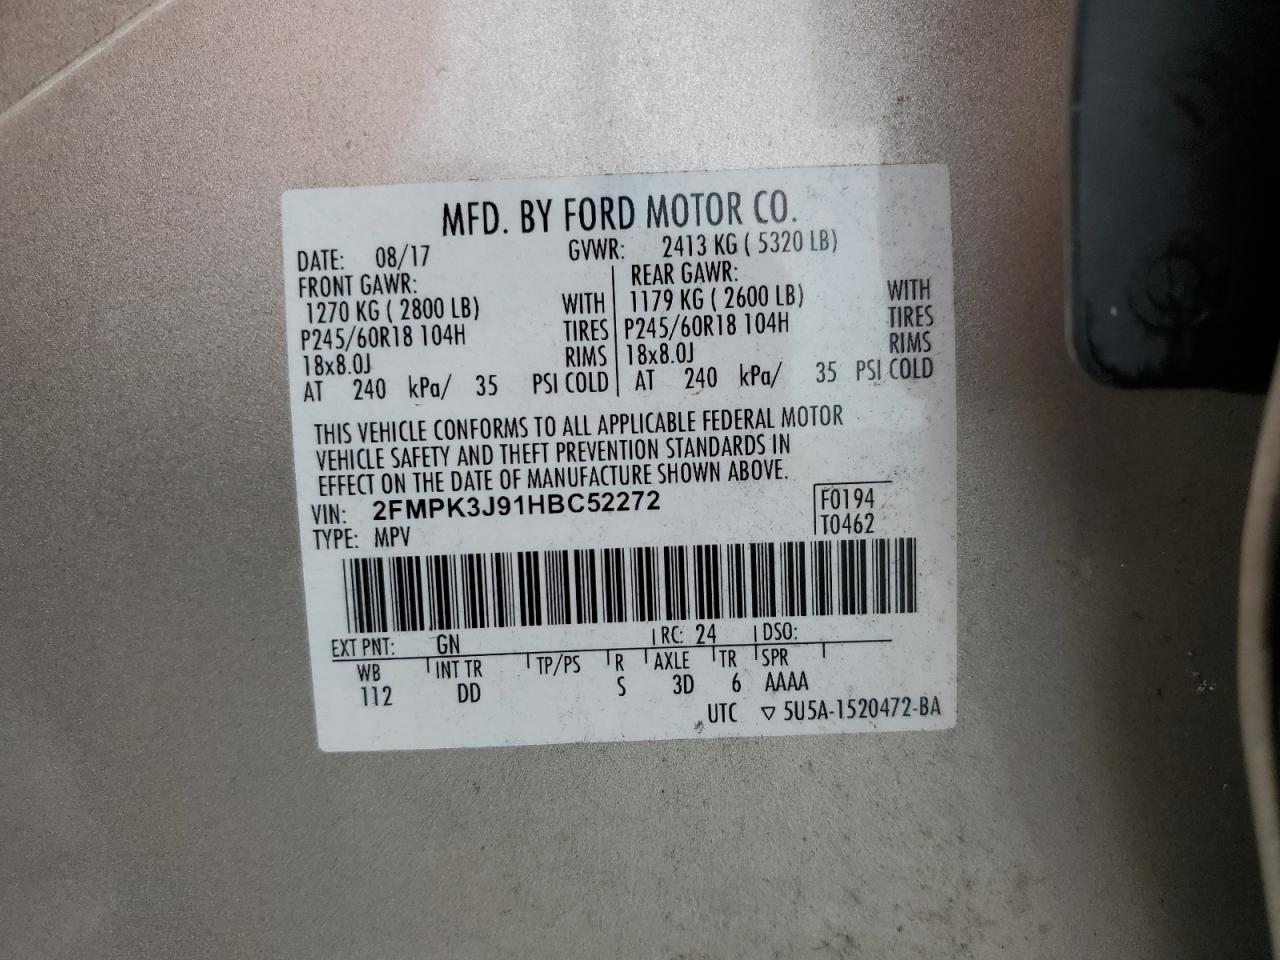 MFD. BY FORD MOTOR CO.
DATE: 08/17 GVWR: 2413 KG ( 5320 LB)
FRONT GAWR: REAR GAWR:
1270 KG ( 2800 LB) WITH 1179 KG ( 2600 LB) WITH
P245/60R18 104H TIRES P245/60R18 104H TIRES
18x8.0J RIMS 18x8.0J RIMS
AT 240 kPa/ 35 PSI COLD AT 240 kPa/ 35 PSI COLD
THIS VEHICLE CONFORMS TO ALL APPLICABLE FEDERAL MOTOR
VEHICLE SAFETY AND THEFT PREVENTION STANDARDS IN
EFFECT ON THE DATE OF MANUFACTURE SHOWN ABOVE.
VIN: 2FMPK3J91HBC52272 F0194
TYPE: MPV T0462
EXT PNT: GN RC: 24 DSO:
WB INT TR TP/PS R AXLE TR SPR
112 DD S 3D 6 AAAA
UTC ▽ 5U5A-1520472-BA